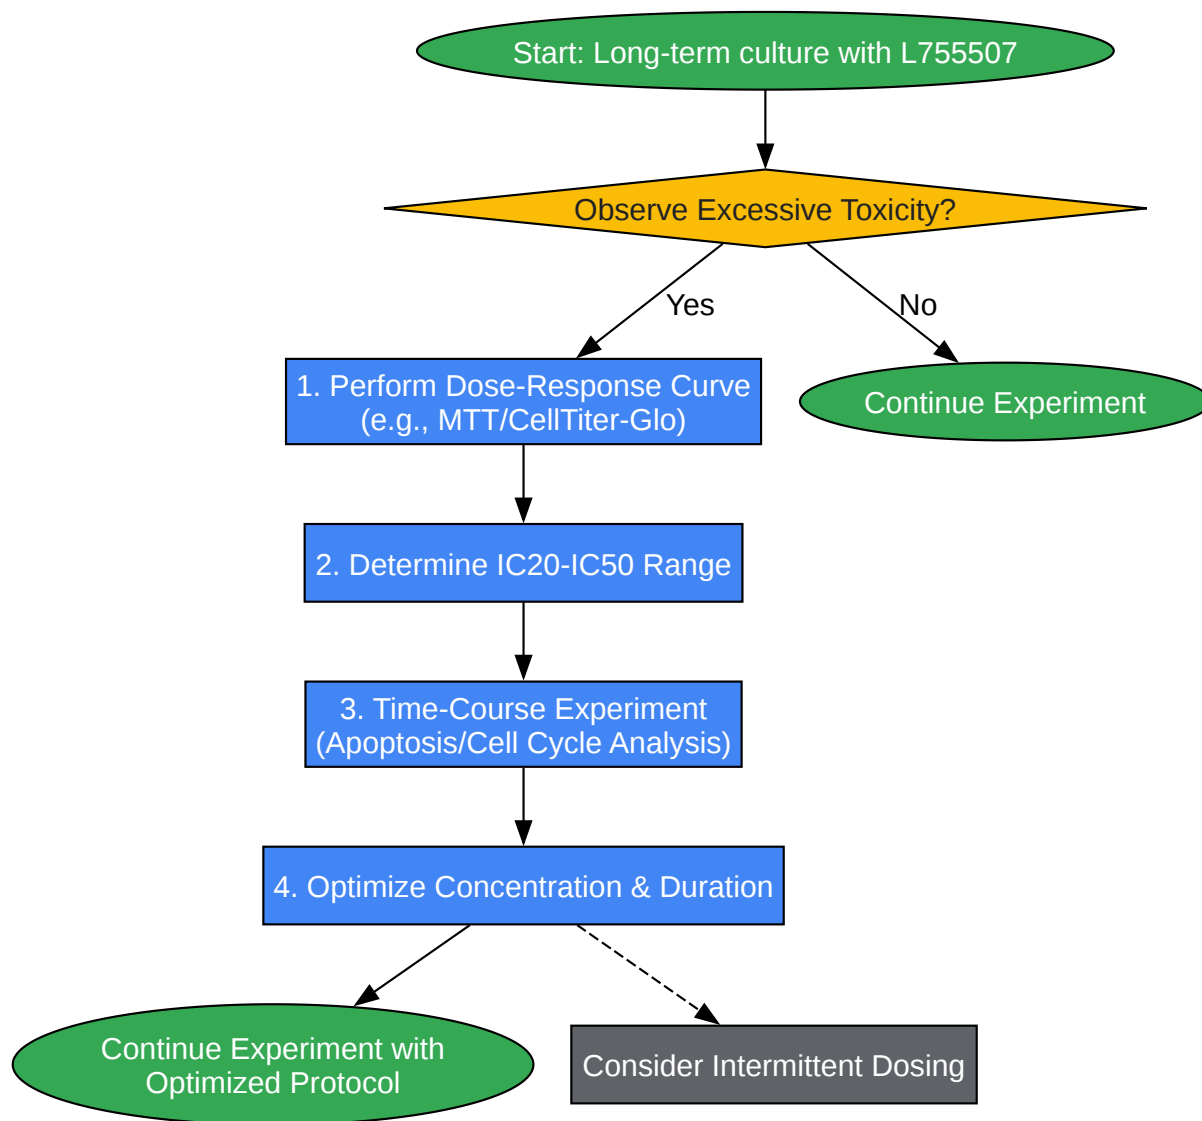 Start: Long-term culture with L755507
Observe Excessive Toxicity?
Yes
No
1. Perform Dose-Response Curve
(e.g., MTT/CellTiter-Glo)
Continue Experiment
2. Determine IC20-IC50 Range
3. Time-Course Experiment
(Apoptosis/Cell Cycle Analysis)
4. Optimize Concentration & Duration
Continue Experiment with
Optimized Protocol
Consider Intermittent Dosing